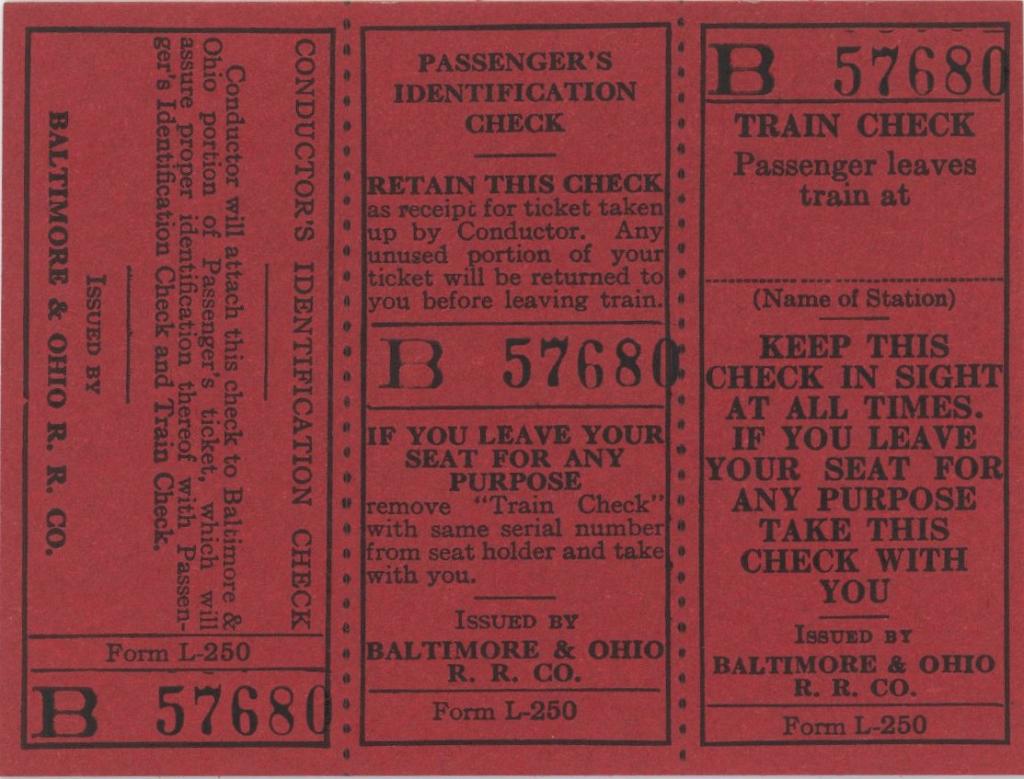 CONDUCTOR'S IDENTIFICATION CHECK
Conductor will attach this check to Baltimore &
Ohio portion of Passenger's ticket, which will
assure proper identification thereof with Passen-
ger's Identification Check and Train Check.
ISSUED BY
BALTIMORE & OHIO R. R. CO.
Form L-250
B 57680
PASSENGER'S
IDENTIFICATION
CHECK
RETAIN THIS CHECK
as receipt for ticket taken
up by Conductor. Any
unused portion of your
ticket will be returned to
you before leaving train.
B 57680
IF YOU LEAVE YOUR
SEAT FOR ANY
PURPOSE
remove "Train Check"
with same serial number
from seat holder and take
with you.
ISSUED BY
BALTIMORE & OHIO
R. R. CO.
Form L-250
B 57680
TRAIN CHECK
Passenger leaves
train at
(Name of Station)
KEEP THIS
CHECK IN SIGHT
AT ALL TIMES.
IF YOU LEAVE
YOUR SEAT FOR
ANY PURPOSE
TAKE THIS
CHECK WITH
YOU
ISSUED BY
BALTIMORE & OHIO
R. R. CO.
Form L-250